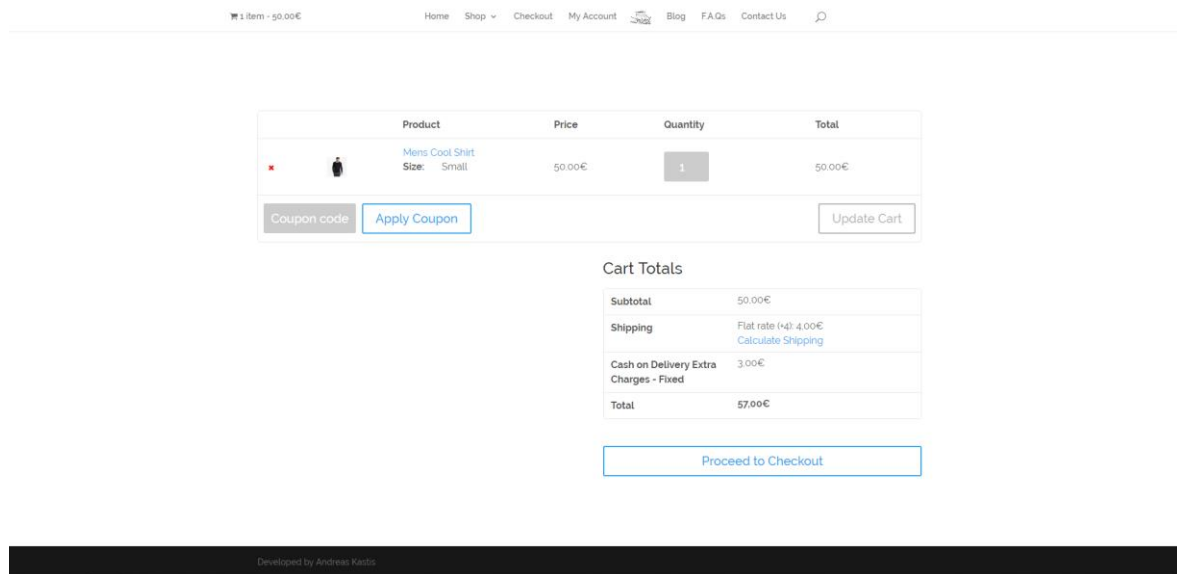 1 item - 50,00€ Home Shop Checkout My Account Blog F.A.Qs Contact Us
Product Price Quantity Total
Mens Cool Shirt
Size: Small 50.00€ 1 50.00€
Coupon code Apply Coupon Update Cart
Cart Totals
Subtotal 50,00€
Shipping Flat rate (+4): 4,00€
Calculate Shipping
Cash on Delivery Extra 3,00€
Charges - Fixed
Total 57,00€
Proceed to Checkout
Developed by Andreas Kastis